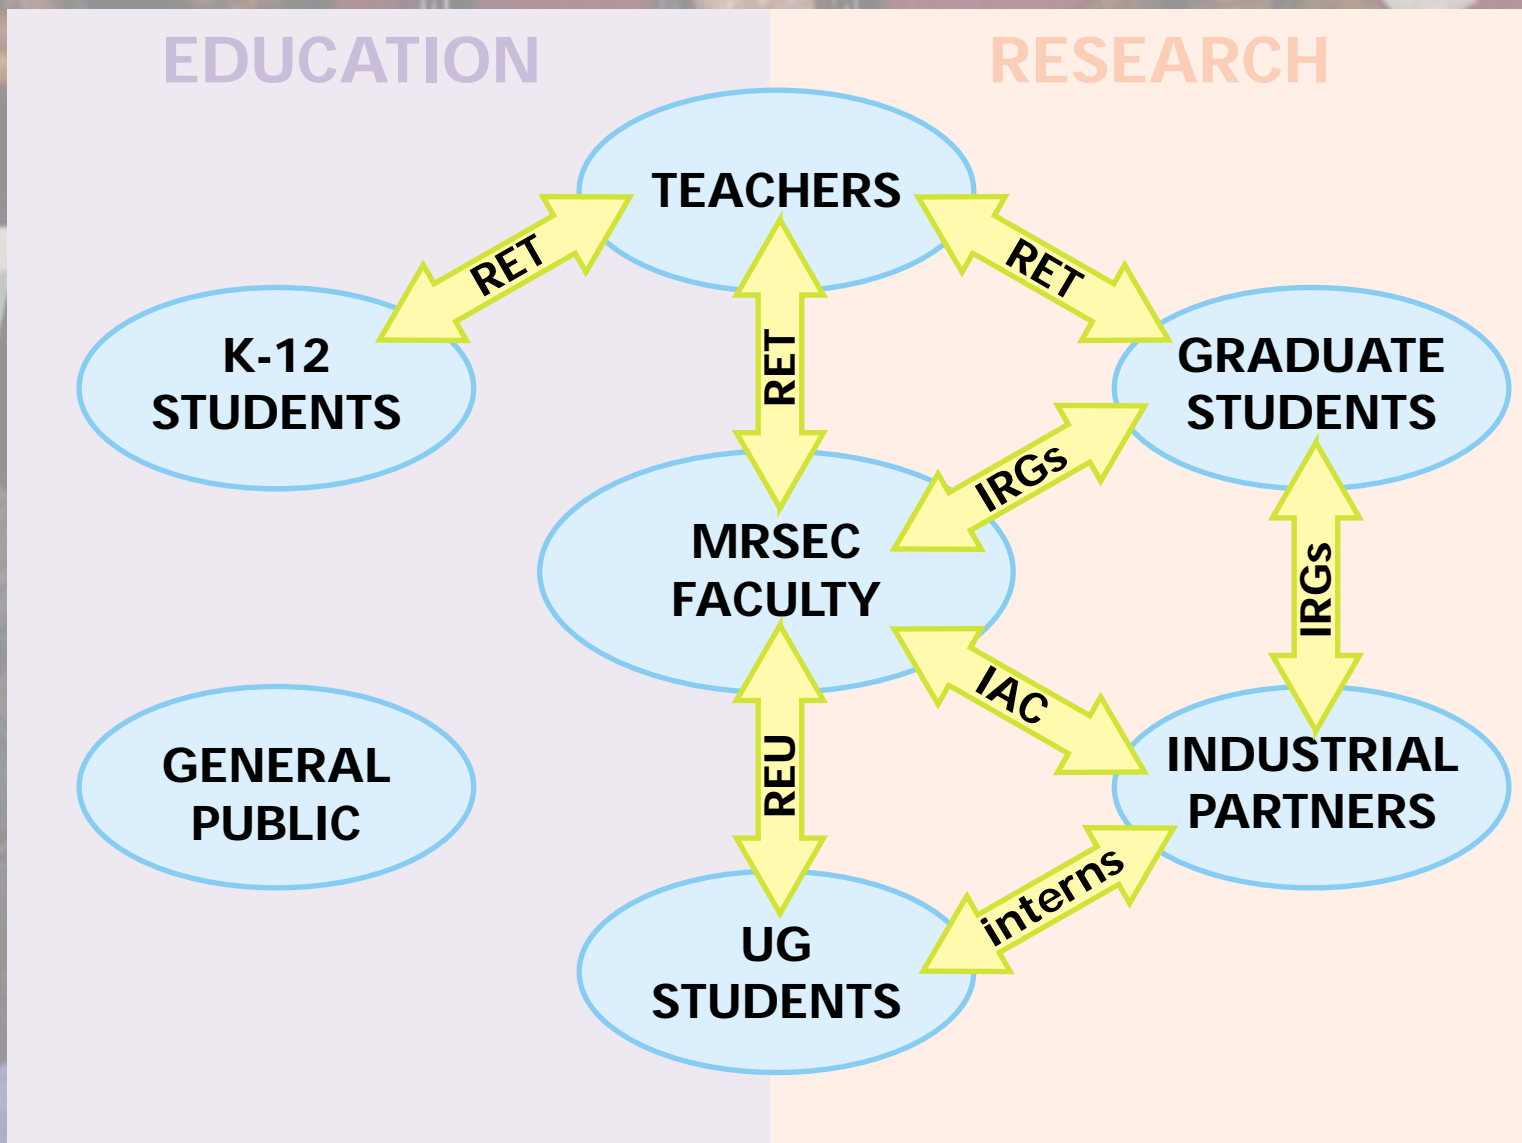 EDUCATION
RESEARCH
TEACHERS
RET
RET
RET
K-12
STUDENTS
GRADUATE
STUDENTS
IRGs
MRSEC
FACULTY
IRGs
IAC
GENERAL
PUBLIC
REU
INDUSTRIAL
PARTNERS
interns
UG
STUDENTS